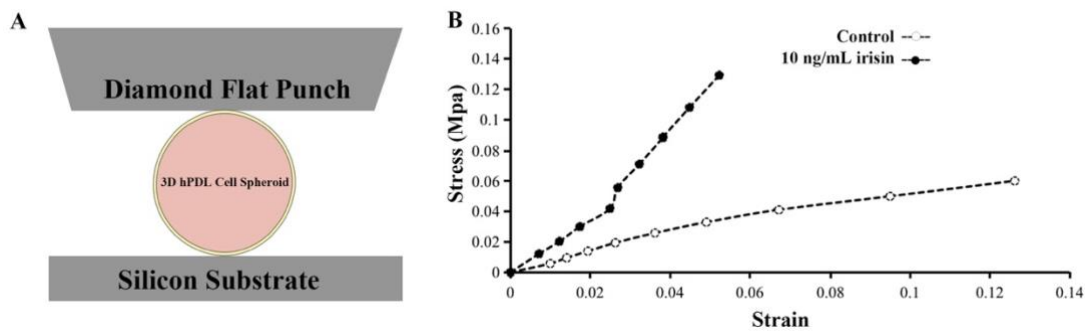 A
Diamond Flat Punch
3D hPDL Cell Spheroid
Silicon Substrate
B
Control
10 ng/mL irisin
Stress (Mpa)
0.16
0.14
0.12
0.1
0.08
0.06
0.04
0.02
0
0 0.02 0.04 0.06 0.08 0.1 0.12 0.14
Strain